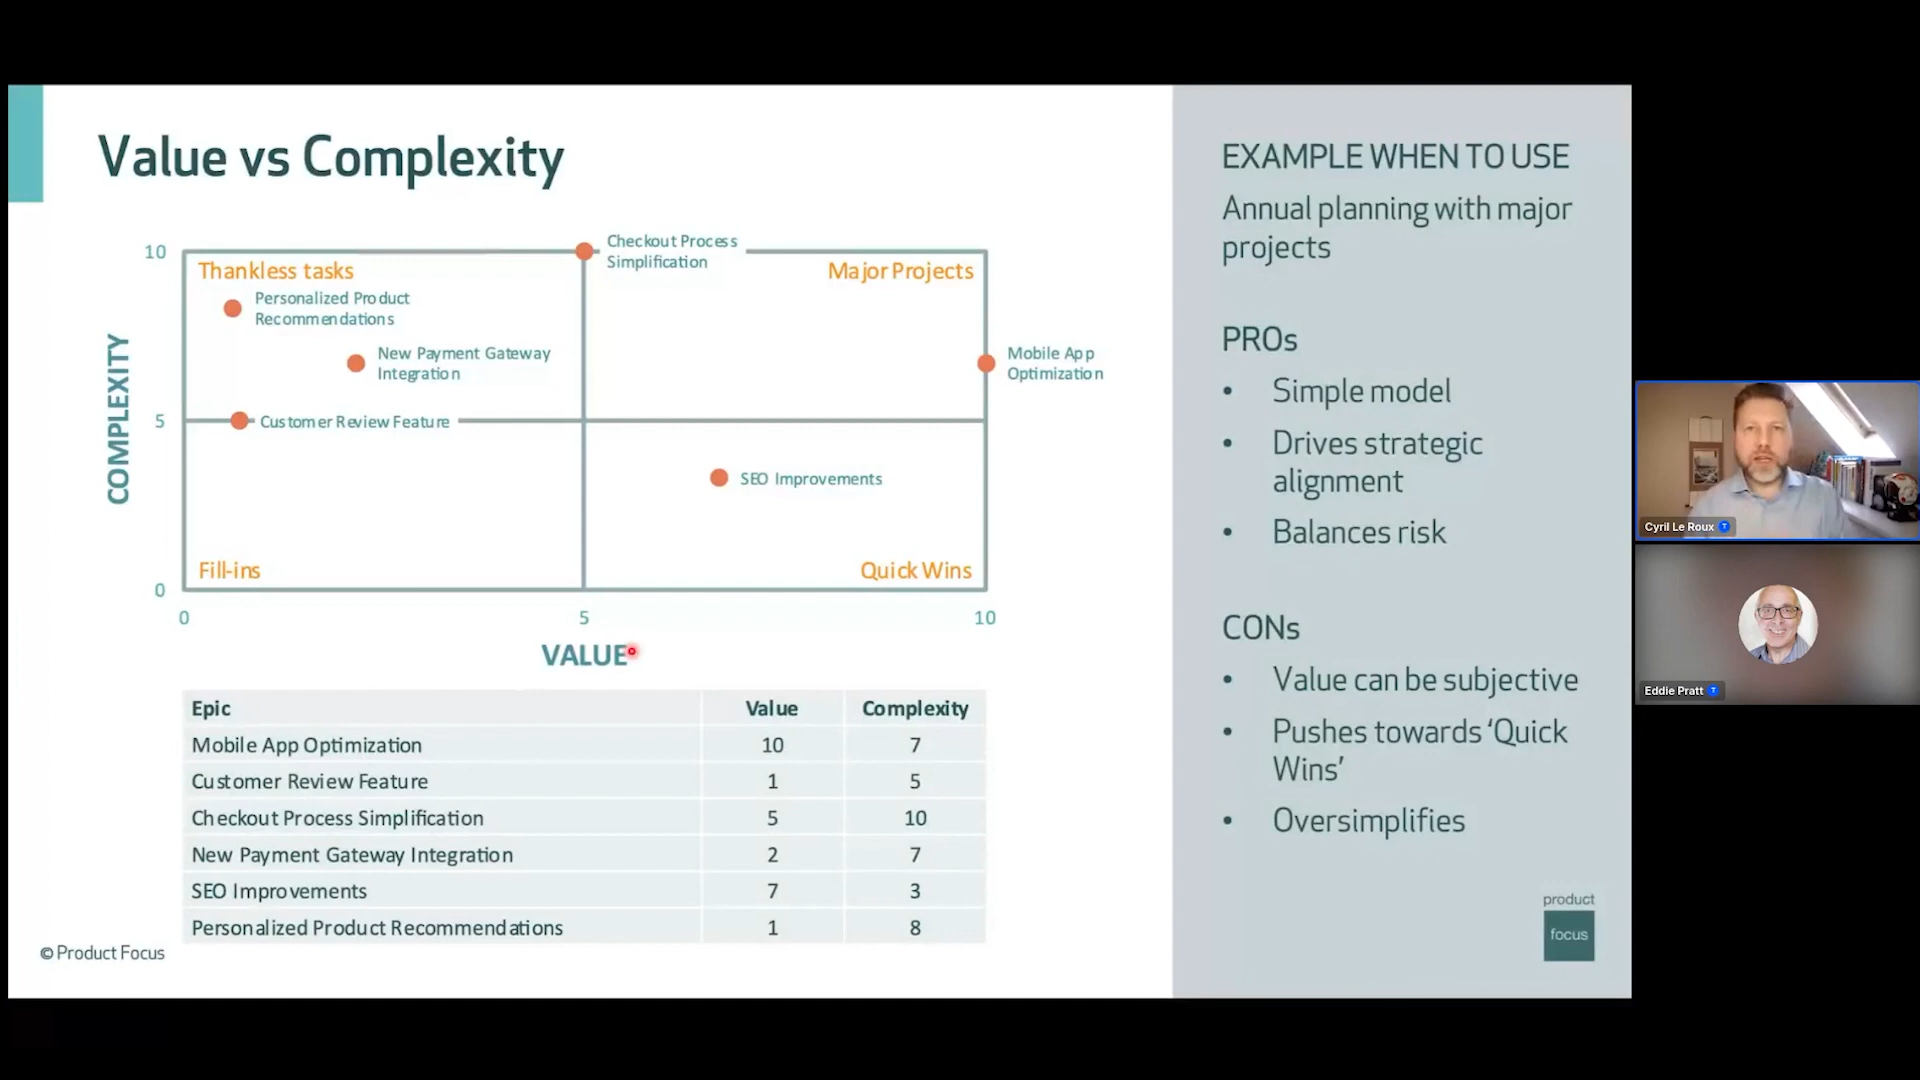 Value vs Complexity
10
Thankless tasks
Checkout Process
Simplification
Major Projects
Personalized Product
Recommendations
New Payment Gateway
Integration
Mobile App
Optimization
COMPLEXITY
5
Customer Review Feature
SEO Improvements
Fill-ins
Quick Wins
0
0
5
10
VALUE
Epic Value Complexity
Mobile App Optimization 10 7
Customer Review Feature 1 5
Checkout Process Simplification 5 10
New Payment Gateway Integration 2 7
SEO Improvements 7 3
Personalized Product Recommendations 1 8
© Product Focus
EXAMPLE WHEN TO USE
Annual planning with major
projects
PROs
• Simple model
• Drives strategic
alignment
• Balances risk
CONs
• Value can be subjective
• Pushes towards ‘Quick
Wins’
• Oversimplifies
product
focus
Cyril Le Roux T
Eddie Pratt T